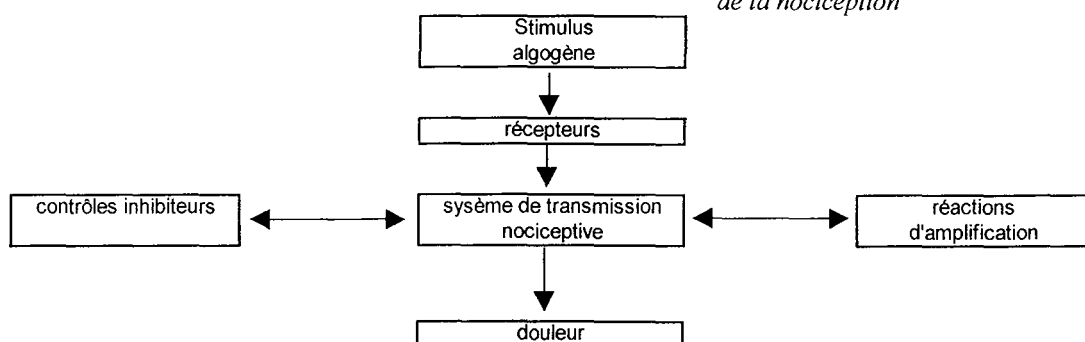 de la nociception
Stimulus
algogène
récepteurs
contrôles inhibiteurs
sysème de transmission
nociceptive
réactions
d'amplification
douleur